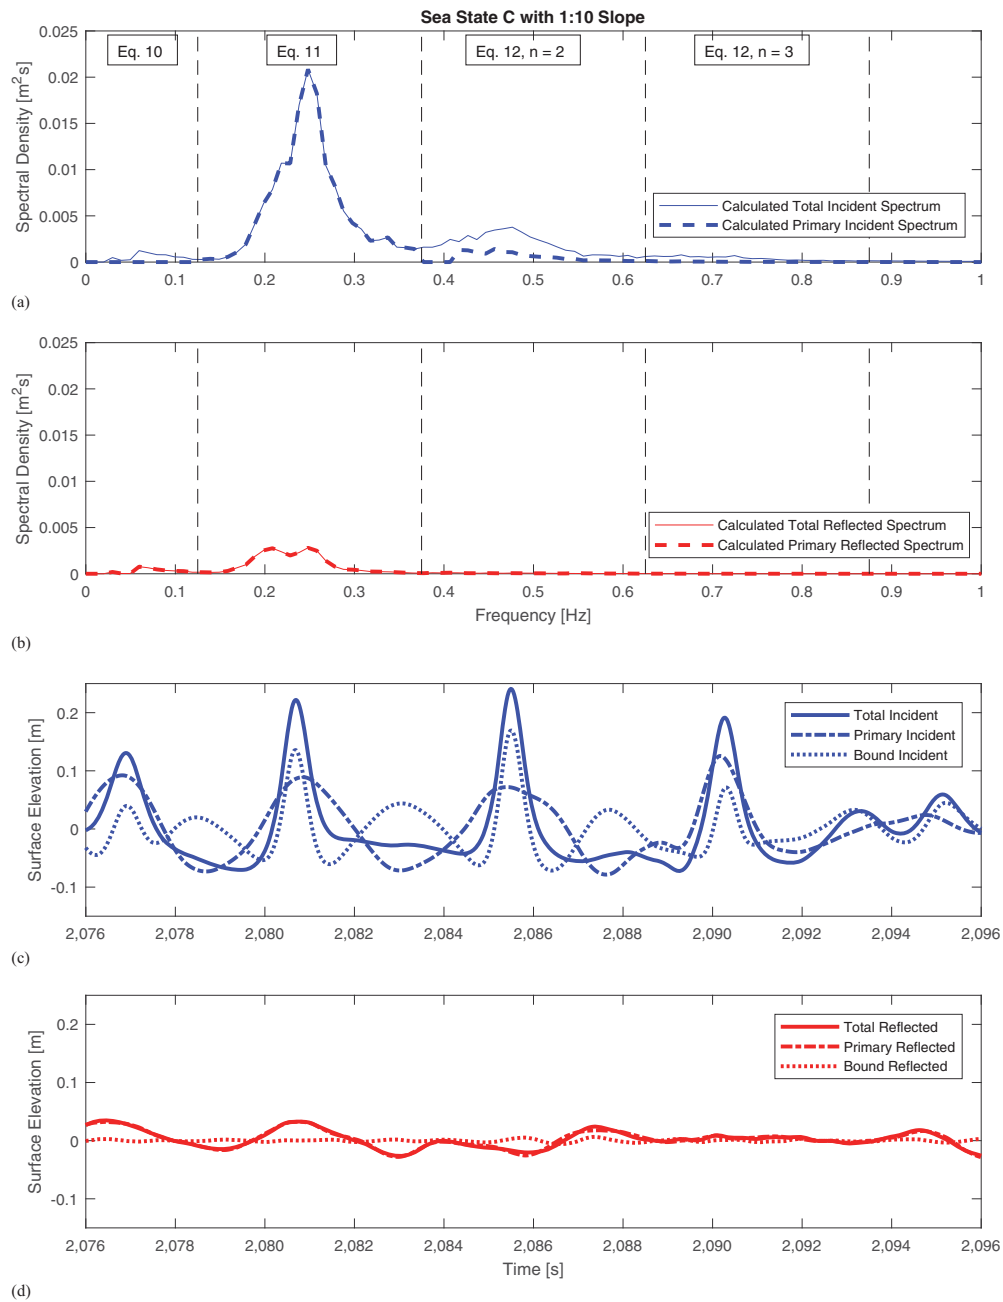 Sea State C with 1:10 Slope
0.025
0.02
0.015
0.01
0.005
0
Spectral Density [m²s]
Eq. 10
Eq. 11
Eq. 12, n = 2
Eq. 12, n = 3
Calculated Total Incident Spectrum
Calculated Primary Incident Spectrum
0 0.1 0.2 0.3 0.4 0.5 0.6 0.7 0.8 0.9 1
(a)
0.025
0.02
0.015
0.01
0.005
0
Spectral Density [m²s]
Calculated Total Reflected Spectrum
Calculated Primary Reflected Spectrum
0 0.1 0.2 0.3 0.4 0.5 0.6 0.7 0.8 0.9 1
Frequency [Hz]
(b)
0.2
0.1
0
-0.1
Surface Elevation [m]
Total Incident
Primary Incident
Bound Incident
2,076 2,078 2,080 2,082 2,084 2,086 2,088 2,090 2,092 2,094 2,096
(c)
0.2
0.1
0
-0.1
Surface Elevation [m]
Total Reflected
Primary Reflected
Bound Reflected
2,076 2,078 2,080 2,082 2,084 2,086 2,088 2,090 2,092 2,094 2,096
Time [s]
(d)